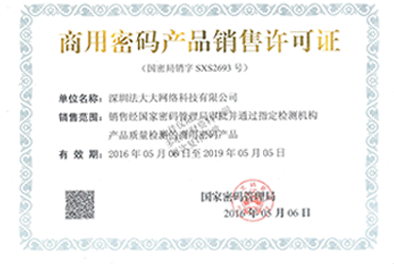 商用密码产品销售许可证
（国密局销字 SXS2693 号）
单位名称：深圳法大大网络科技有限公司
销售范围：销售经国家密码管理局审批并通过指定检测机构
产品质量检测的商用密码产品
有效期：2016 年 05 月 06 日至 2019 年 05 月 05 日
国家密码管理局
2016 年 05 月 06 日